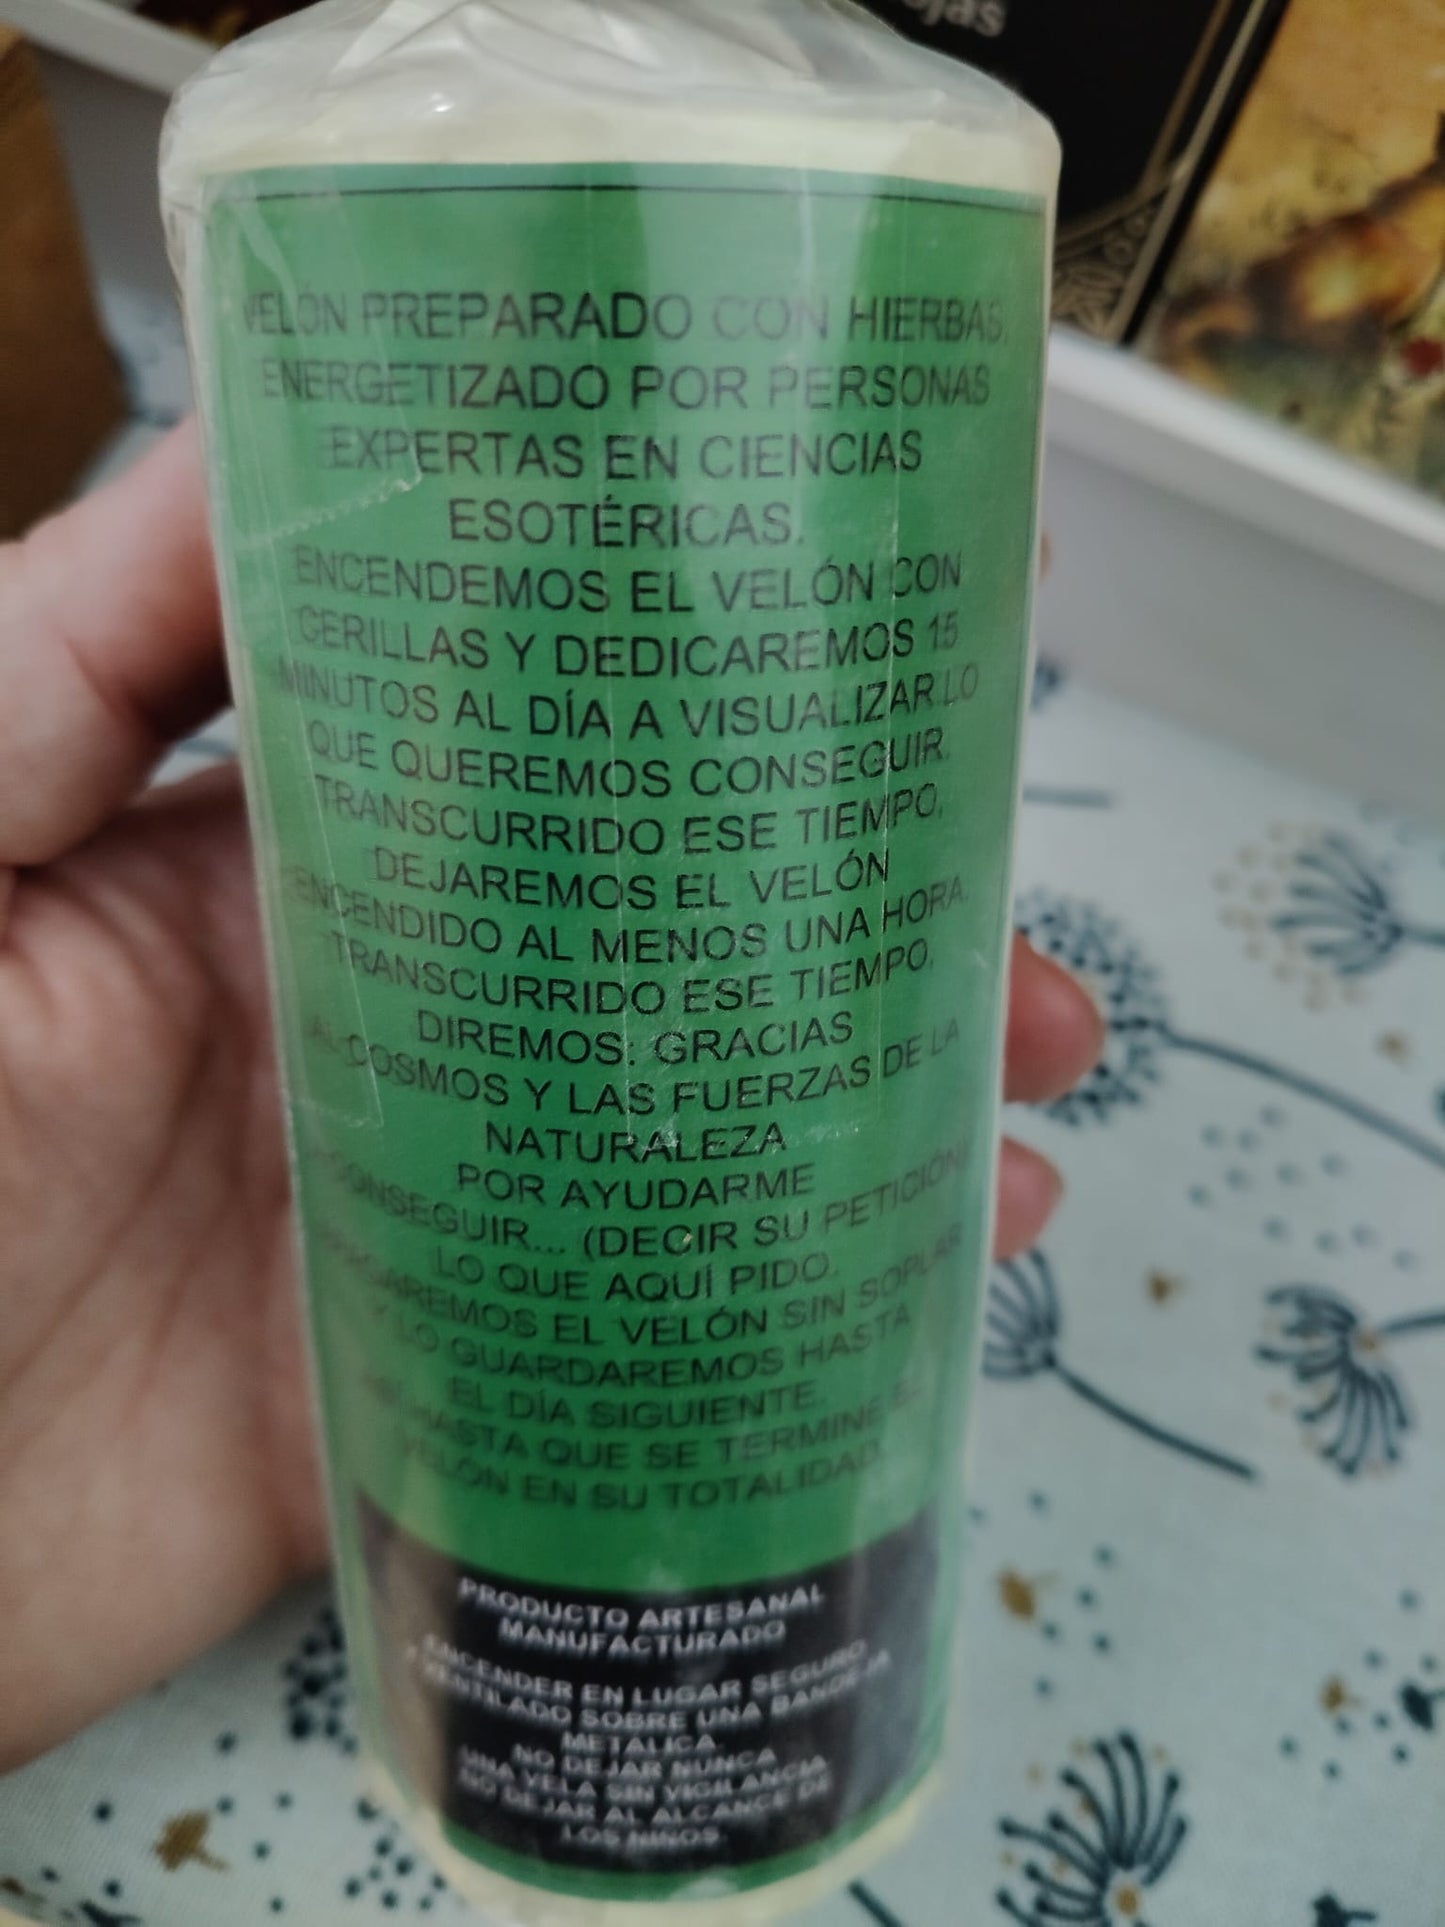 ojas
VELÓN PREPARADO CON HIERBAS,
ENERGETIZADO POR PERSONAS
EXPERTAS EN CIENCIAS
ESOTÉRICAS.
ENCENDEMOS EL VELÓN CON
CERILLAS Y DEDICAREMOS 15
MINUTOS AL DÍA A VISUALIZAR LO
QUE QUEREMOS CONSEGUIR.
TRANSCURRIDO ESE TIEMPO,
DEJAREMOS EL VELÓN
ENCENDIDO AL MENOS UNA HORA.
TRANSCURRIDO ESE TIEMPO,
DIREMOS: GRACIAS
AL COSMOS Y LAS FUERZAS DE LA
NATURALEZA
POR AYUDARME
CONSEGUIR... (DECIR SU PETICIÓN)
LO QUE AQUÍ PIDO.
APAGAREMOS EL VELÓN SIN SOPLAR
Y LO GUARDAREMOS HASTA
EL DÍA SIGUIENTE
HASTA QUE SE TERMINE EL
VELÓN EN SU TOTALIDAD.
PRODUCTO ARTESANAL
MANUFACTURADO
ENCENDER EN LUGAR SEGURO
VENTILADO SOBRE UNA BANDEJA
METÁLICA.
NO DEJAR NUNCA
UNA VELA SIN VIGILANCIA
NO DEJAR AL ALCANCE DE
LOS NIÑOS